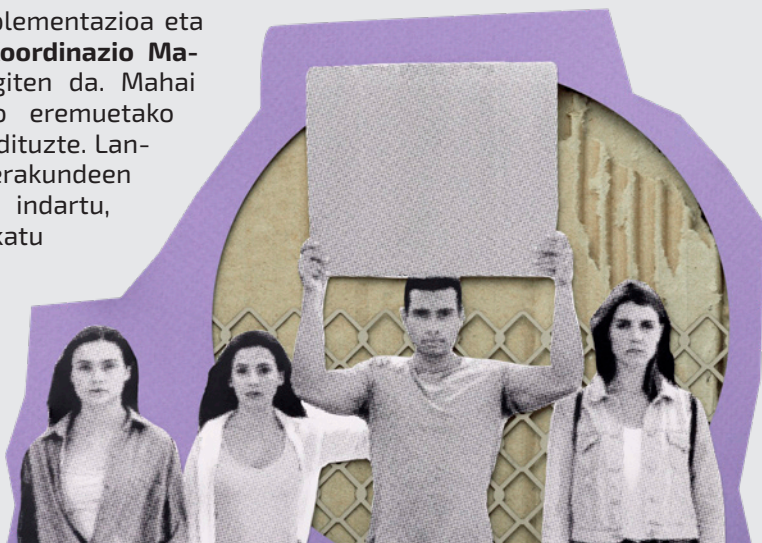 plementazioa eta
oordinazio Ma-
giten da. Mahai
o eremuetako
dituzte. Lan-
erakundeen
indartu,
katu